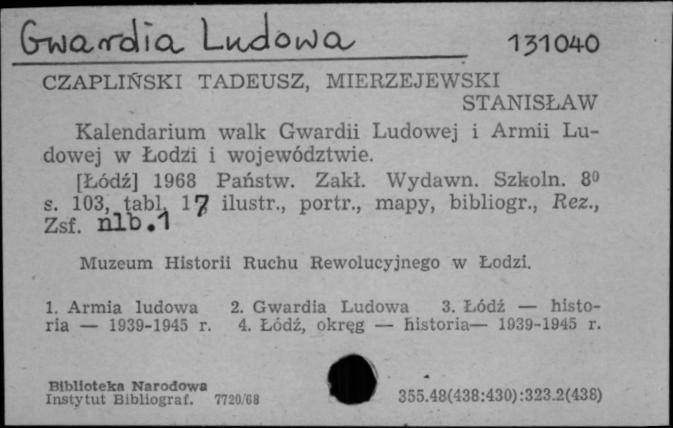 Gwardia Ludowa 131040
CZAPLIŃSKI TADEUSZ, MIERZEJEWSKI
STANISŁAW
Kalendarium walk Gwardii Ludowej i Armii Lu-
dowej w Łodzi i województwie.
[Łódź] 1968 Państw. Zakł. Wydawn. Szkoln. 8⁰
s. 103, tabl. 17 ilustr., portr., mapy, bibliogr., Rez.,
Zsf. nlb.1
Muzeum Historii Ruchu Rewolucyjnego w Łodzi.
1. Armia ludowa 2. Gwardia Ludowa 3. Łódź — histo-
ria — 1939-1945 r. 4. Łódź, okręg — historia— 1939-1945 r.
Biblioteka Narodowa
Instytut Bibliograf. 7720/68 355.48(438:430):323.2(438)